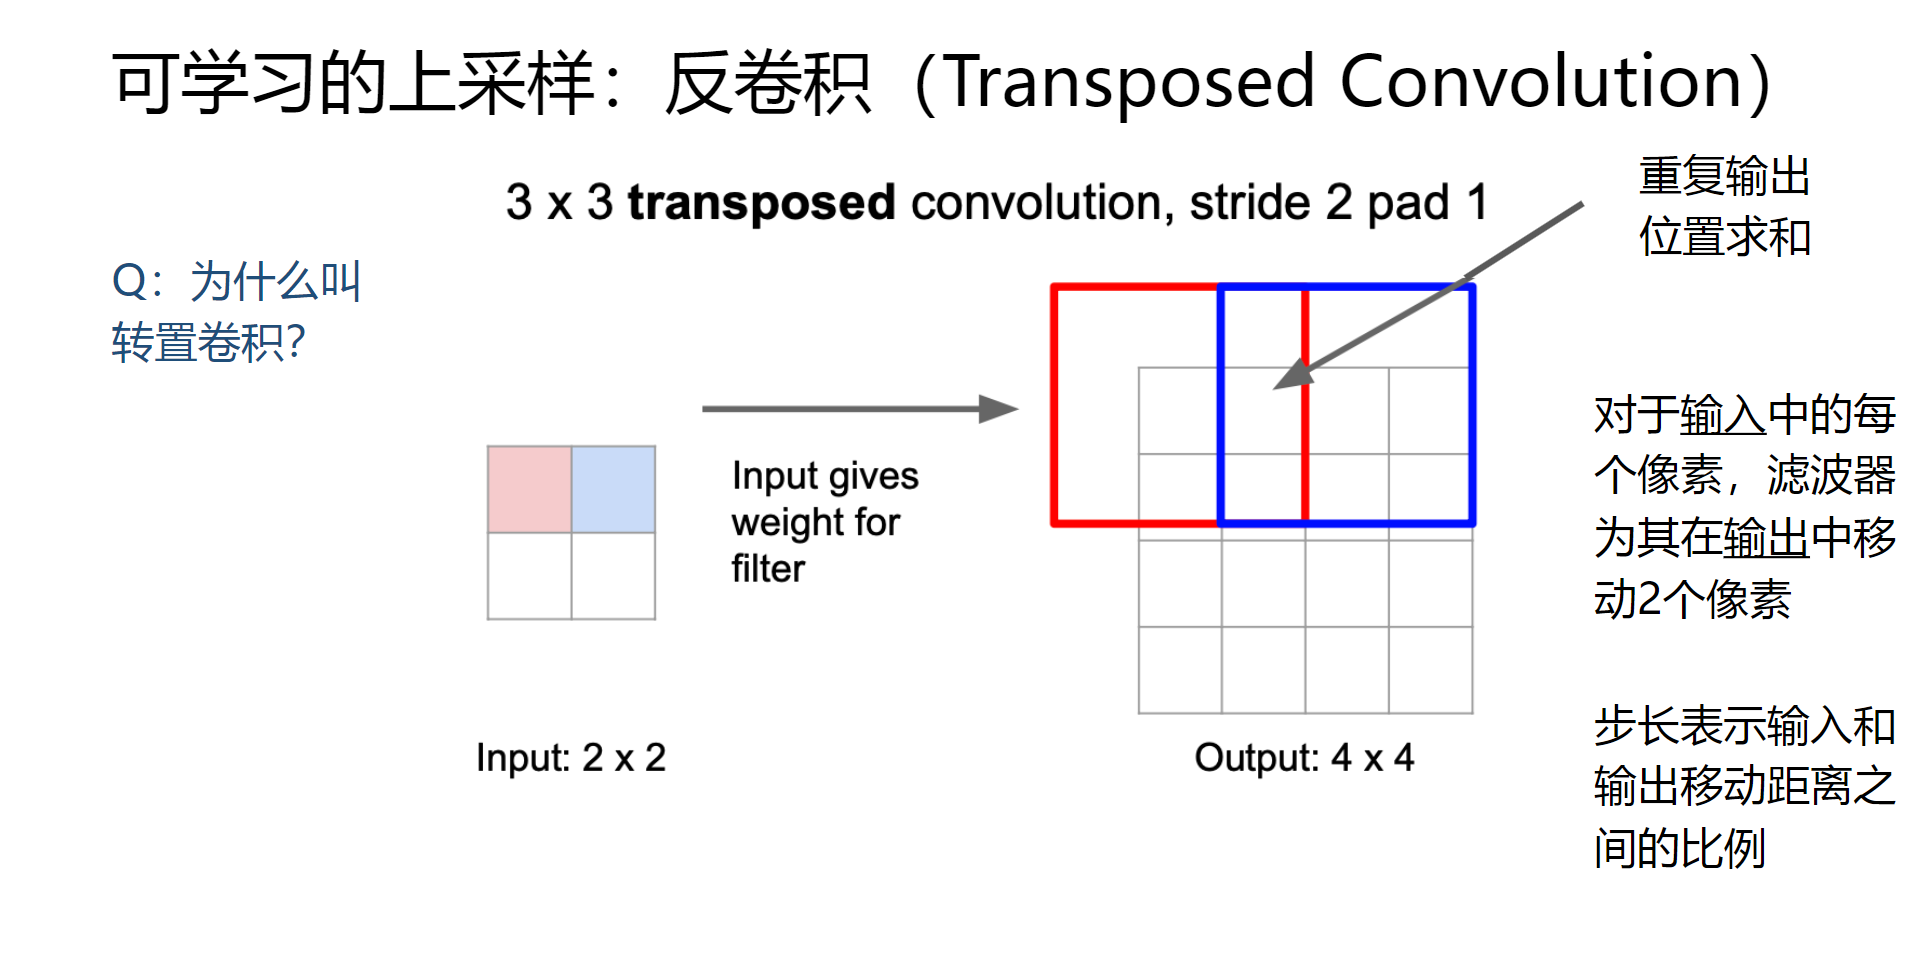 可学习的上采样：反卷积（Transposed Convolution）
3 x 3 transposed convolution, stride 2 pad 1
重复输出
位置求和
Q：为什么叫
转置卷积？
Input gives
weight for
filter
对于输入中的每
个像素，滤波器
为其在输出中移
动2个像素
步长表示输入和
输出移动距离之
间的比例
Input: 2 x 2
Output: 4 x 4